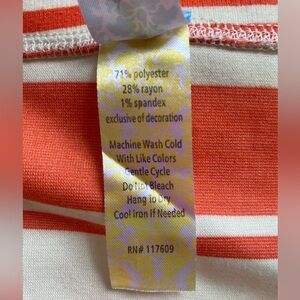 71% polyester
28% rayon
1% spandex
exclusive of decoration
Machine Wash Cold
With Like Colors
Gentle Cycle
Do Not Bleach
Hang To Dry
Cool Iron If Needed
RN# 117609